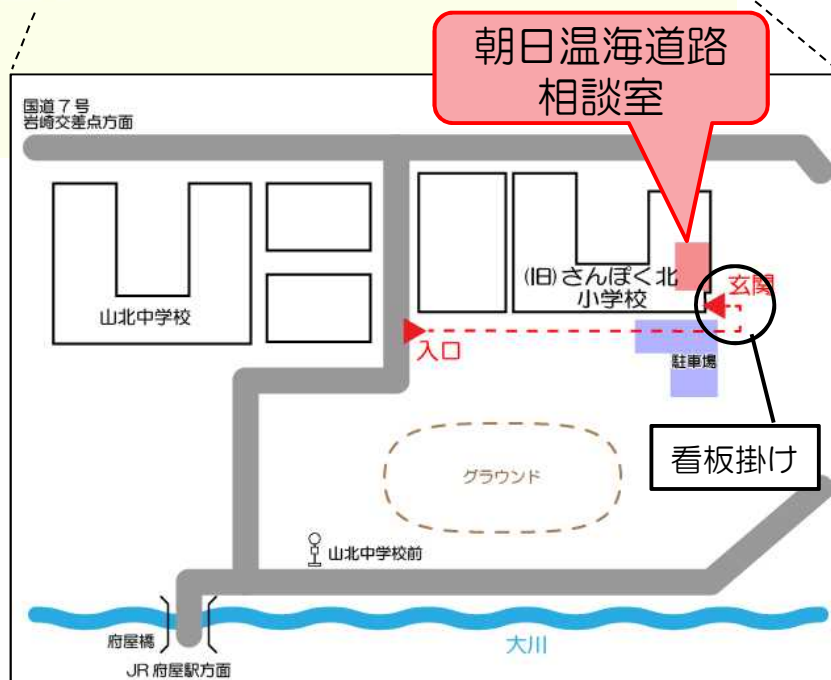 朝日温海道路
相談室
国道7号
岩崎交差点方面
(旧)さんぽく北
小学校
玄関
山北中学校
入口
駐車場
看板掛け
グラウンド
山北中学校前
府屋橋
大川
JR府屋駅方面